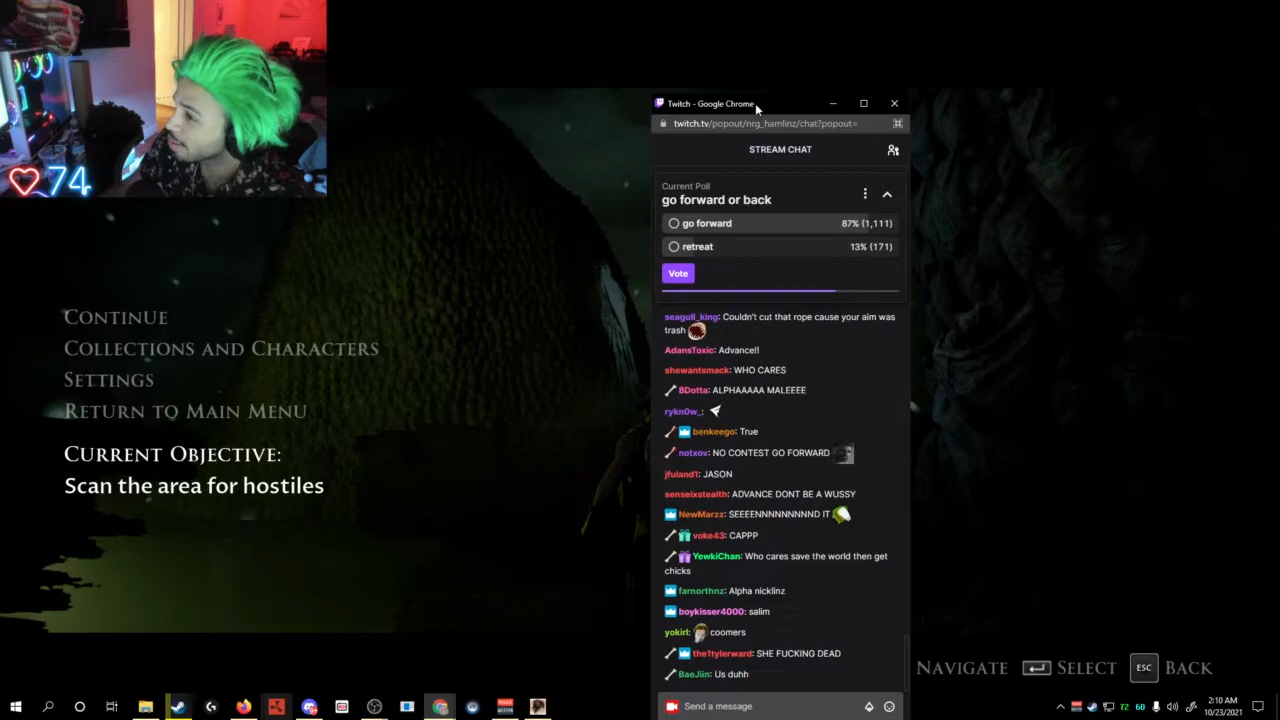 74
Twitch - Google Chrome
twitch.tv/popout/nrg_hamlinz/chat?popout=
STREAM CHAT
Current Poll
go forward or back
go forward 87% (1,111)
retreat 13% (171)
Vote
seagull_king: Couldn't cut that rope cause your aim was
trash
AdansToxic: Advance!!
shewantsmack: WHO CARES
BDotta: ALPHAAAAA MALEEEE
rykn0w_:
benkeego: True
notxov: NO CONTEST GO FORWARD
jfuland1: JASON
senseixstealth: ADVANCE DONT BE A WUSSY
NewMarzz: SEEEENNNNNNNNND IT
voke43: CAPPP
YewkiChan: Who cares save the world then get
chicks
farnorthnz: Alpha nicklinz
boykisser4000: salim
yokirl: coomers
the1tylerward: SHE FUCKING DEAD
BaeJiin: Us duhh
Send a message
CONTINUE
COLLECTIONS AND CHARACTERS
SETTINGS
RETURN TO MAIN MENU
CURRENT OBJECTIVE:
Scan the area for hostiles
NAVIGATE SELECT ESC BACK
72 60
2:10 AM
10/23/2021